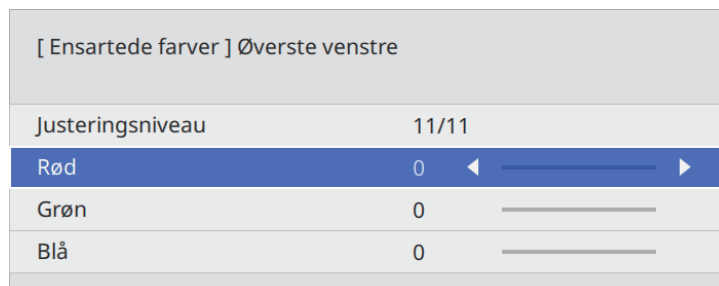 [ Ensartede farver ] Øverste venstre
Justeringsniveau 11/11
Rød 0
Grøn 0
Blå 0